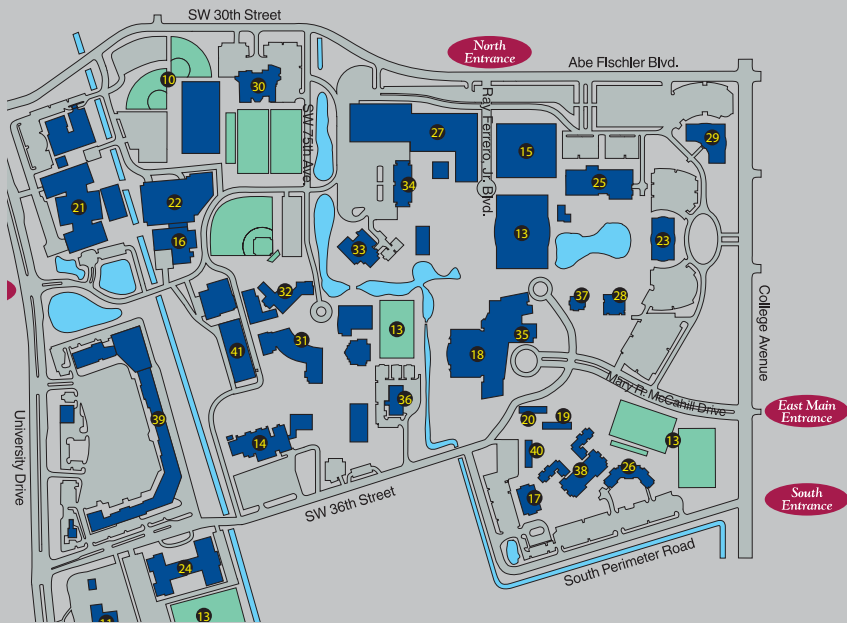 SW 30th Street
North
Entrance
Abe FIschler Blvd.
10
30
SW 75th Ave.
Ray Ferrero, Jr. Blvd.
27
29
15
34
25
21
22
13
16
33
23
32
37
28
College Avenue
13
31
35
41
18
Mary R. McCahill Drive
36
East Main
Entrance
University Drive
39
20
19
13
14
40
38
26
17
South
Entrance
SW 36th Street
South Perimeter Road
24
13